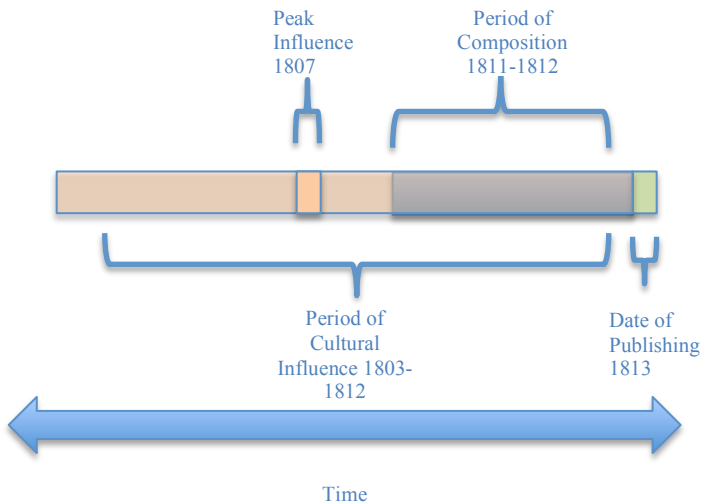 Peak
Influence
1807
Period of
Composition
1811-1812
Period of
Cultural
Influence 1803-
1812
Date of
Publishing
1813
Time